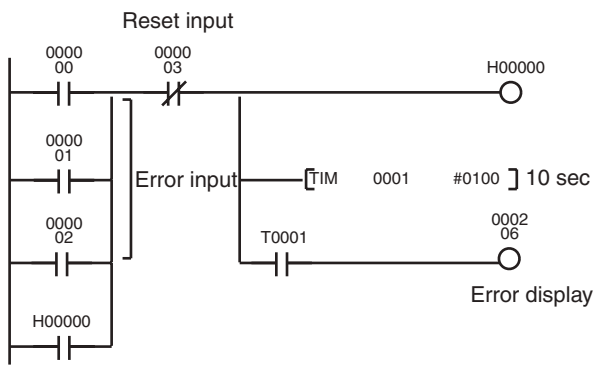 Reset input
0000
00
0000
03
H00000
0000
01
Error input
[TIM 0001 #0100] 10 sec
0000
02
T0001
0002
06
Error display
H00000